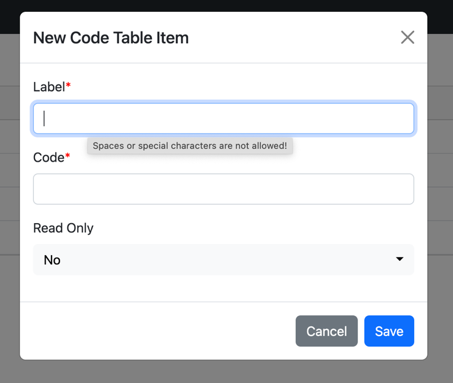 New Code Table Item
Label*
Spaces or special characters are not allowed!
Code*
Read Only
No
Cancel Save